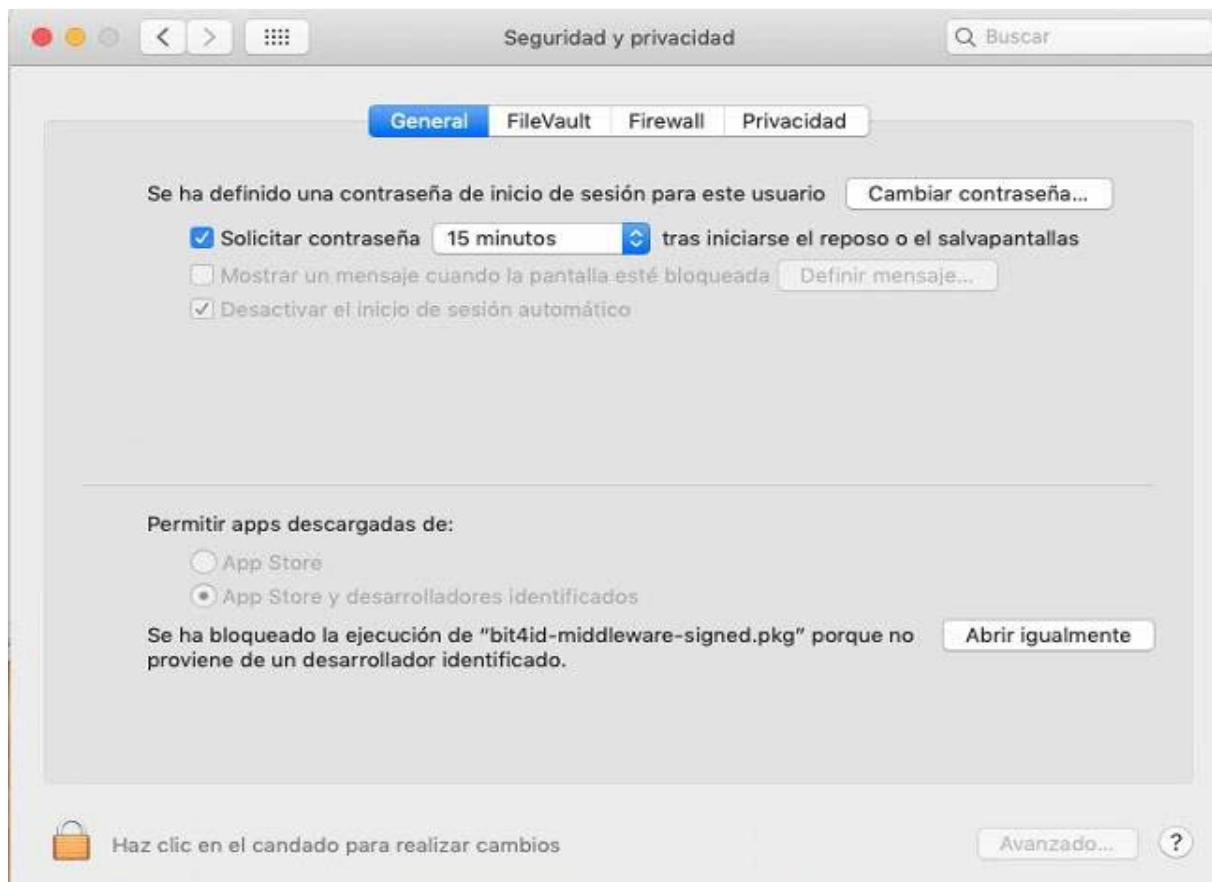 Seguridad y privacidad
Buscar
General FileVault Firewall Privacidad
Se ha definido una contraseña de inicio de sesión para este usuario Cambiar contraseña...
Solicitar contraseña 15 minutos tras iniciarse el reposo o el salvapantallas
Mostrar un mensaje cuando la pantalla esté bloqueada Definir mensaje...
Desactivar el inicio de sesión automático
Permitir apps descargadas de:
App Store
App Store y desarrolladores identificados
Se ha bloqueado la ejecución de “bit4id-middleware-signed.pkg” porque no Abrir igualmente
proviene de un desarrollador identificado.
Haz clic en el candado para realizar cambios
Avanzado... ?